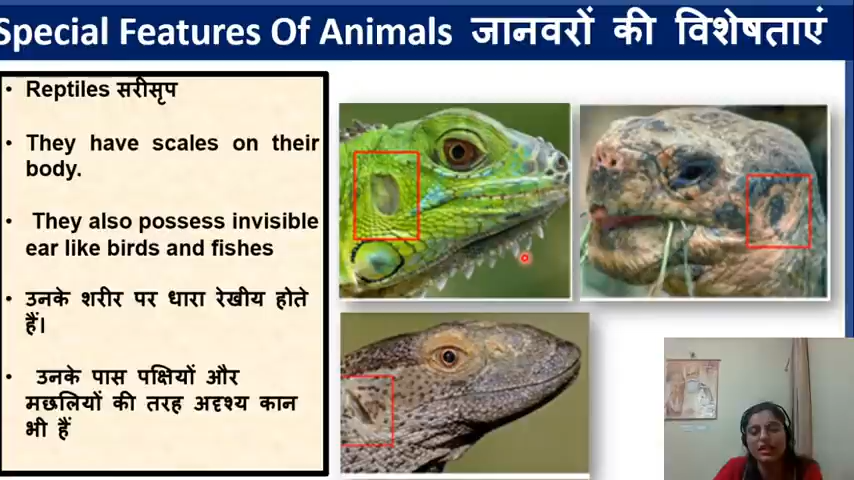 Special Features Of Animals जानवरों की विशेषताएं
• Reptiles सरीसृप
• They have scales on their
body.
• They also possess invisible
ear like birds and fishes
• उनके शरीर पर धारा रेखीय होते
हैं।
• उनके पास पक्षियों और
मछलियों की तरह अदृश्य कान
भी हैं